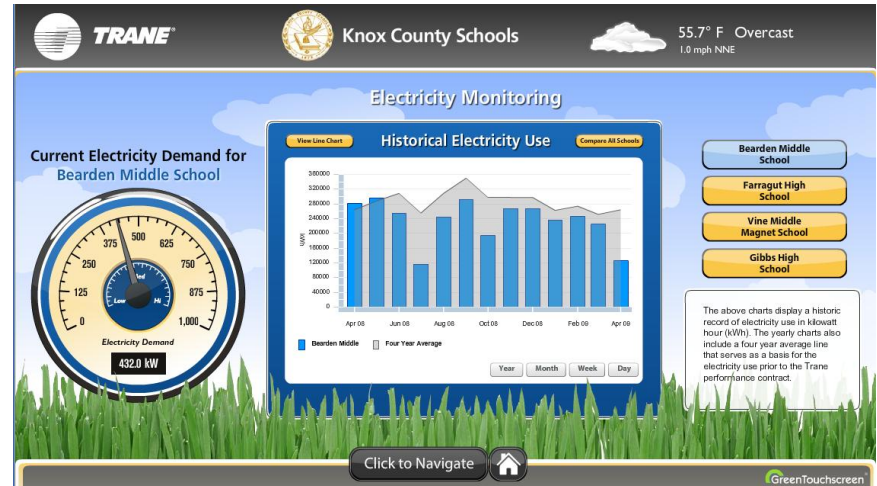 TRANE®
Knox County Schools
55.7° F Overcast
1.0 mph NNE
Electricity Monitoring
Current Electricity Demand for
Bearden Middle School
0
125
250
375
500
625
750
875
1,000
Low
Med
Hi
Electricity Demand
432.0 kW
View Line Chart
Historical Electricity Use
Compare All Schools
kWh
360000
320000
280000
240000
200000
160000
120000
80000
40000
0
Apr 08
Jun 08
Aug 08
Oct 08
Dec 08
Feb 09
Apr 09
Bearden Middle
Four Year Average
Year
Month
Week
Day
Bearden Middle
School
Farragut High
School
Vine Middle
Magnet School
Gibbs High
School
The above charts display a historic
record of electricity use in kilowatt
hour (kWh). The yearly charts also
include a four year average line
that serves as a basis for the
electricity use prior to the Trane
performance contract.
Click to Navigate
GreenTouchscreen